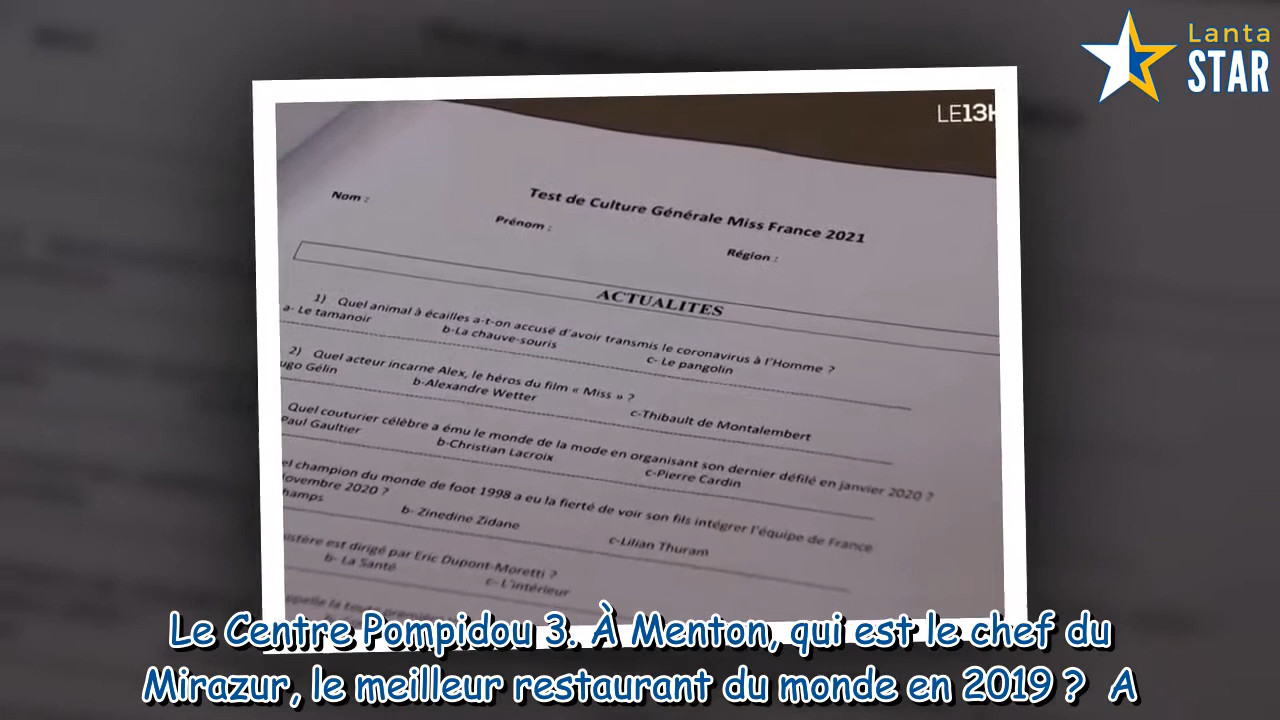 Lanta
STAR
LE13H
Test de Culture Générale Miss France 2021
Nom :
Prénom :
Région :
ACTUALITES
1) Quel animal à écailles a-t-on accusé d'avoir transmis le coronavirus à l'Homme ?
a- Le tamanoir b-La chauve-souris c- Le pangolin
2) Quel acteur incarne Alex, le héros du film « Miss » ?
ugo Gélin b-Alexandre Wetter c-Thibault de Montalembert
Quel couturier célèbre a ému le monde de la mode en organisant son dernier défilé en janvier 2020 ?
Paul Gaultier b-Christian Lacroix c-Pierre Cardin
el champion du monde de foot 1998 a eu la fierté de voir son fils intégrer l'équipe de France
novembre 2020 ?
hamps b- Zinedine Zidane c-Lilian Thuram
istère est dirigé par Eric Dupont-Moretti ?
b- La Santé c- L'intérieur
Le Centre Pompidou 3. À Menton, qui est le chef du
Mirazur, le meilleur restaurant du monde en 2019 ? A